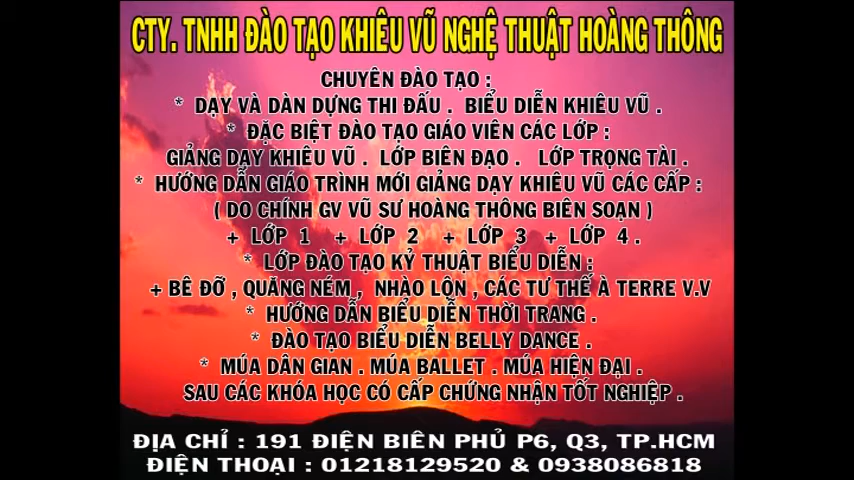 CTY. TNHH ĐÀO TẠO KHIÊU VŨ NGHỆ THUẬT HOÀNG THÔNG
CHUYÊN ĐÀO TẠO :
* DẠY VÀ DÀN DỰNG THI ĐẤU . BIỂU DIỄN KHIÊU VŨ .
* ĐẶC BIỆT ĐÀO TẠO GIÁO VIÊN CÁC LỚP :
GIẢNG DẠY KHIÊU VŨ . LỚP BIÊN ĐẠO . LỚP TRỌNG TÀI .
* HƯỚNG DẪN GIÁO TRÌNH MỚI GIẢNG DẠY KHIÊU VŨ CÁC CẤP :
( DO CHÍNH GV VŨ SƯ HOÀNG THÔNG BIÊN SOẠN )
+ LỚP 1 + LỚP 2 + LỚP 3 + LỚP 4 .
* LỚP ĐÀO TẠO KỶ THUẬT BIỂU DIỄN :
+ BÊ ĐỠ , QUĂNG NÉM , NHÀO LỘN , CÁC TƯ THẾ À TERRE V.V
* HƯỚNG DẪN BIỂU DIỄN THỜI TRANG .
* ĐÀO TẠO BIỂU DIỄN BELLY DANCE .
* MÚA DÂN GIAN . MÚA BALLET . MÚA HIỆN ĐẠI .
SAU CÁC KHÓA HỌC CÓ CẤP CHỨNG NHẬN TỐT NGHIỆP .
ĐỊA CHỈ : 191 ĐIỆN BIÊN PHỦ P6, Q3, TP.HCM
ĐIỆN THOẠI : 01218129520 & 0938086818